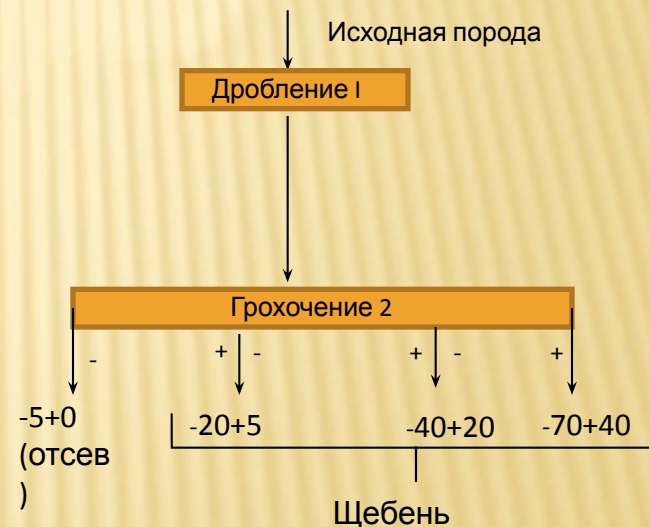 Исходная порода
Дробление I
Грохочение 2
- + - + - +
-5+0 -20+5 -40+20 -70+40
(отсев
)
Щебень